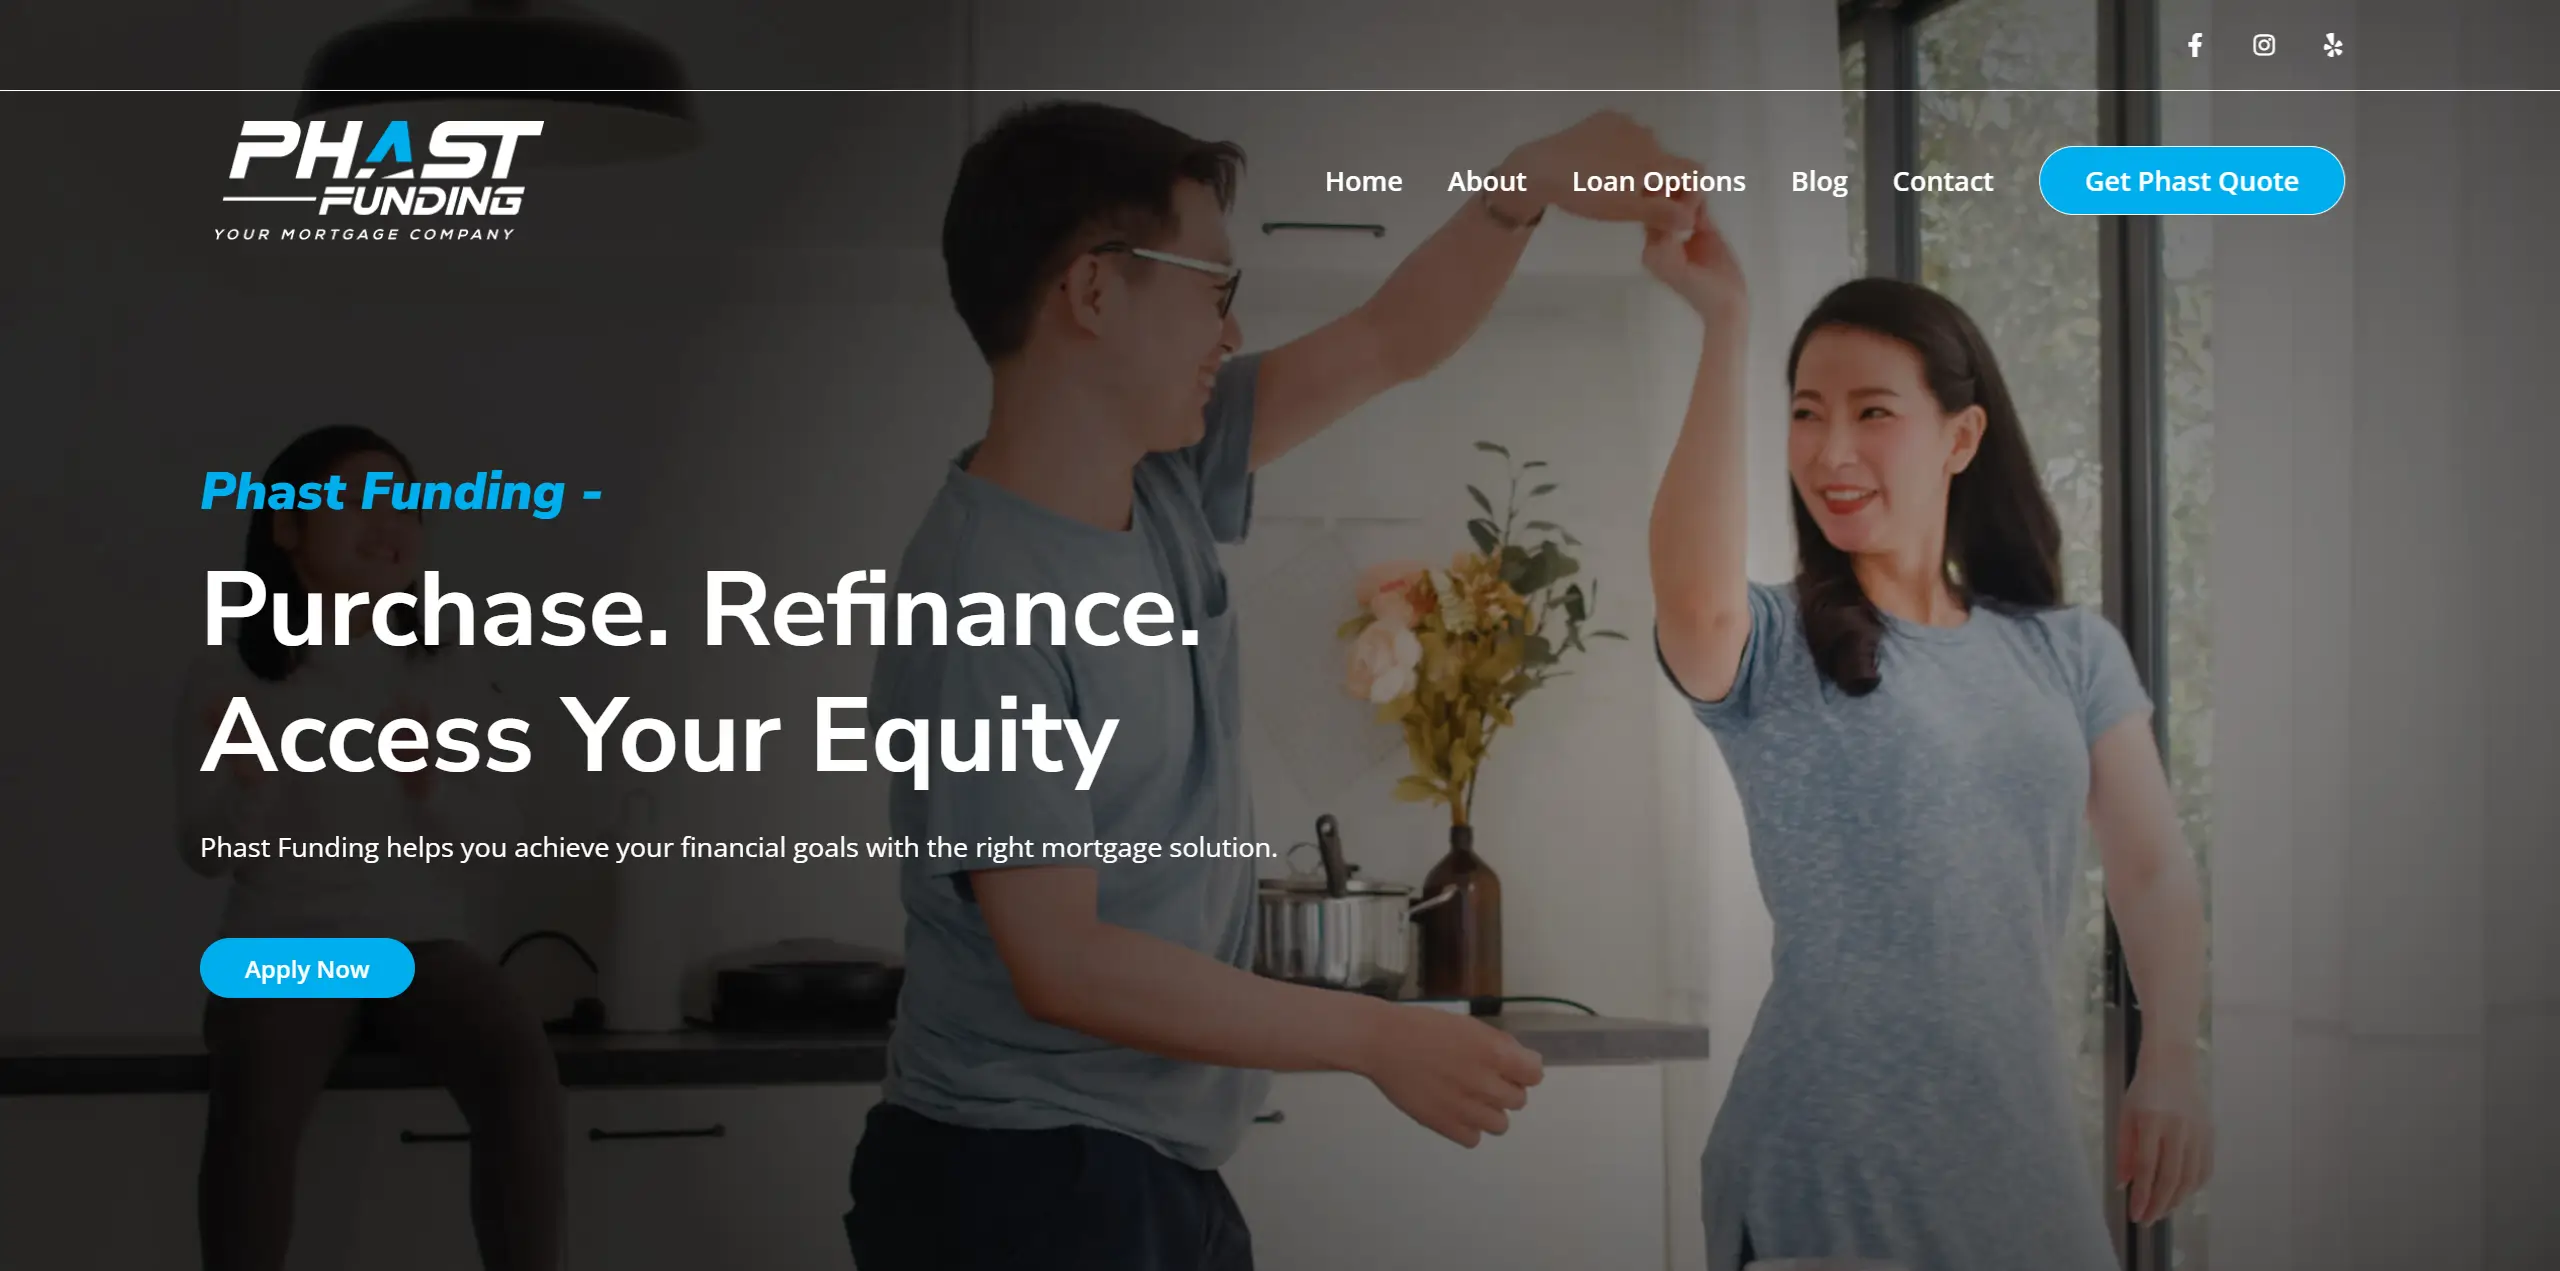 PHAST
FUNDING
YOUR MORTGAGE COMPANY
Home About Loan Options Blog Contact Get Phast Quote
Phast Funding -
Purchase. Refinance.
Access Your Equity
Phast Funding helps you achieve your financial goals with the right mortgage solution.
Apply Now